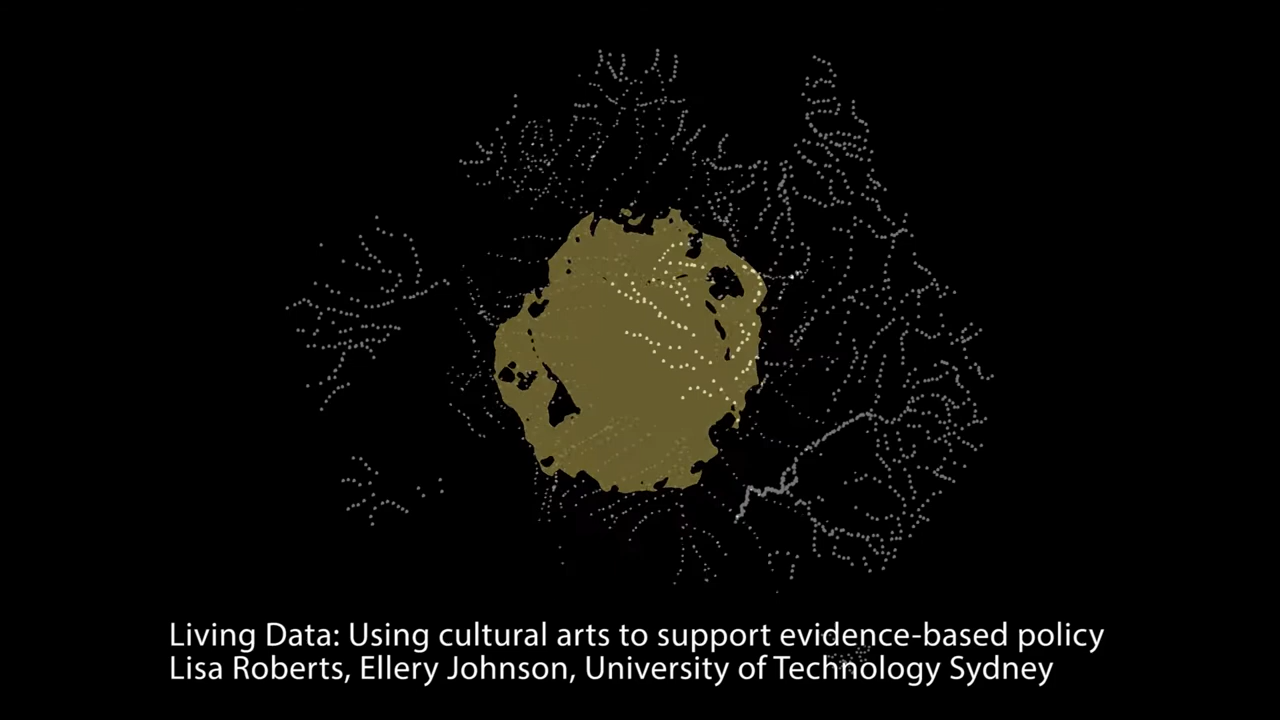 Living Data: Using cultural arts to support evidence-based policy
Lisa Roberts, Ellery Johnson, University of Technology Sydney